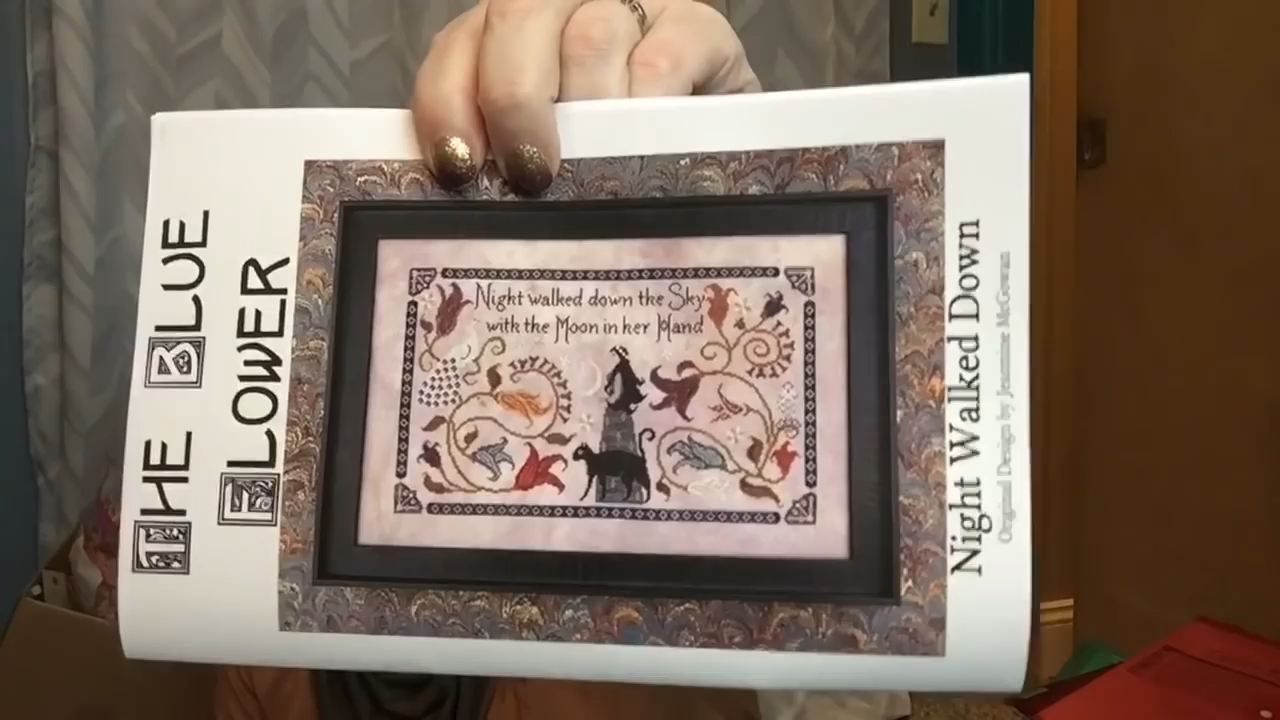 THE BLUE
FLOWER
Night walked down the Sky
with the Moon in her Hand
Night Walked Down
Original Design by Jeannine McGowan